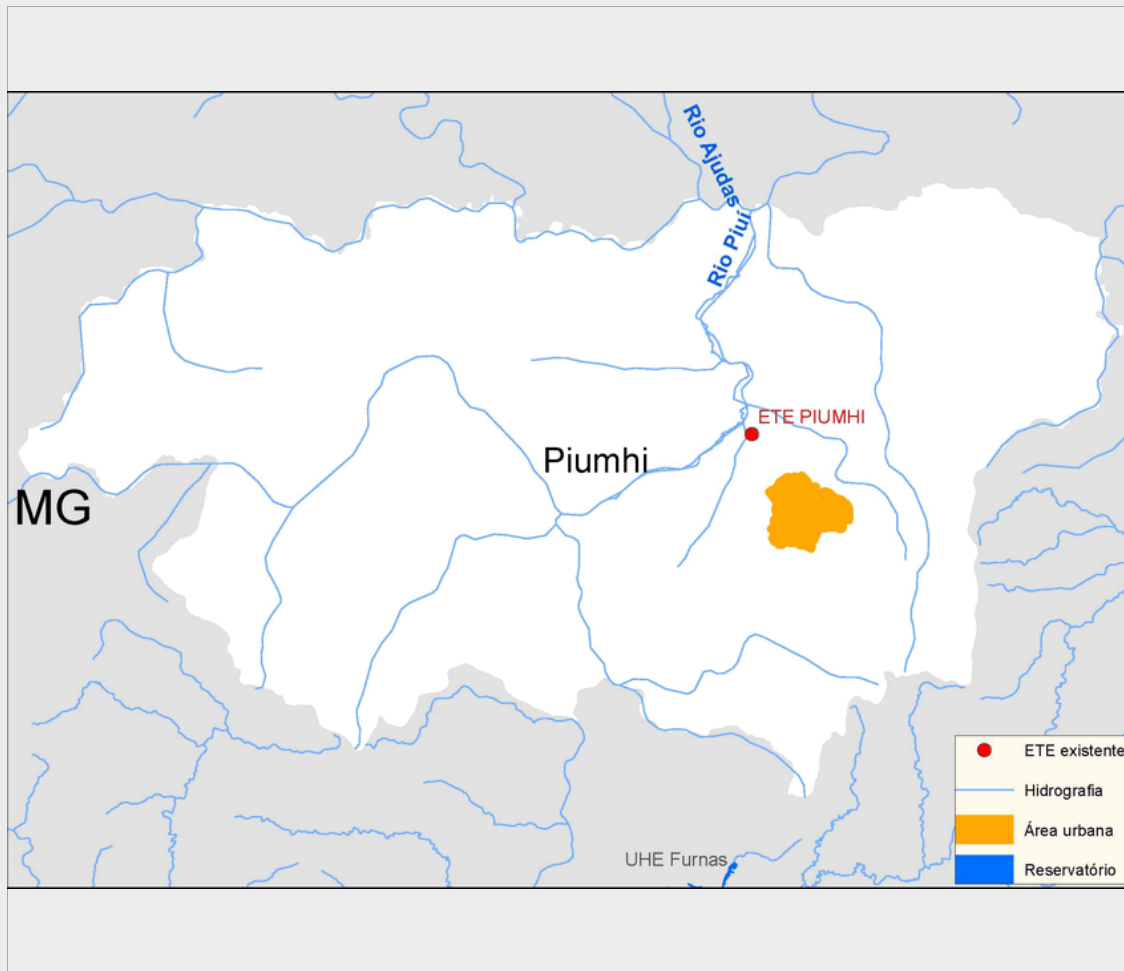 Rio Ajudas
Rio Piuí
ETE PIUMHI
Piumhi
MG
ETE existente
Hidrografia
Área urbana
Reservatório
UHE Furnas